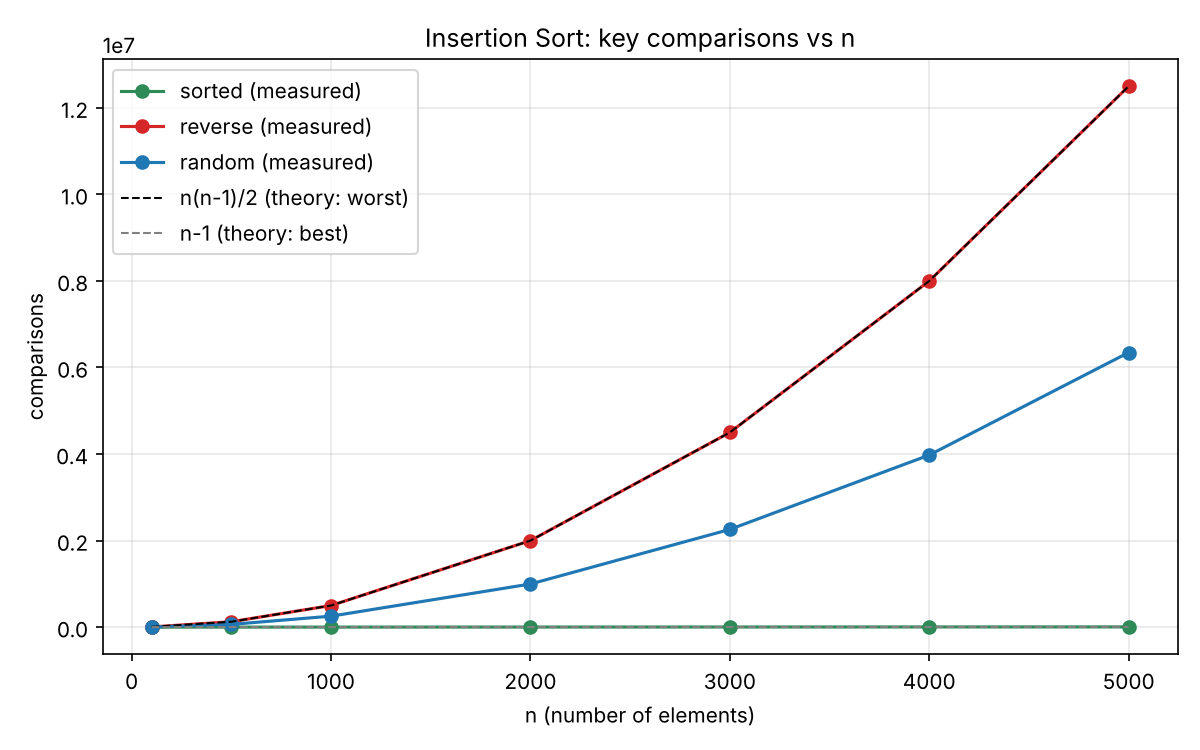 Insertion Sort: key comparisons vs n
1e7
sorted (measured)
reverse (measured)
random (measured)
n(n-1)/2 (theory: worst)
n-1 (theory: best)
1.2
1.0
0.8
0.6
0.4
0.2
0.0
comparisons
0 1000 2000 3000 4000 5000
n (number of elements)